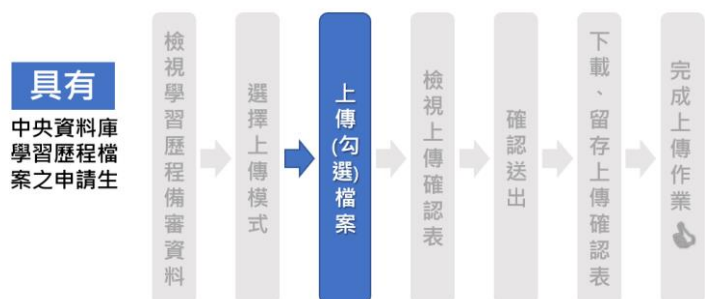 具有
中央資料庫
學習歷程檔
案之申請生
檢視學習歷程備審資料
選擇上傳模式
上傳(勾選)檔案
檢視上傳確認表
確認送出
下載、留存上傳確認表
完成上傳作業